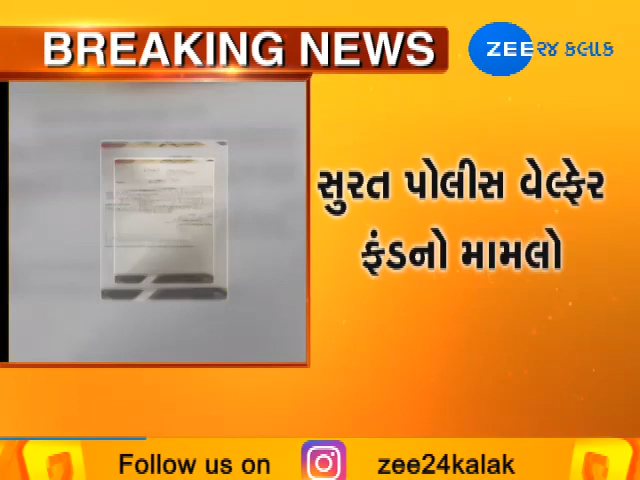 BREAKING NEWS
ZEE ૨૪ કલાક
સુરત પોલીસ વેલ્ફેર
ફંડનો મામલો
Follow us on zee24kalak